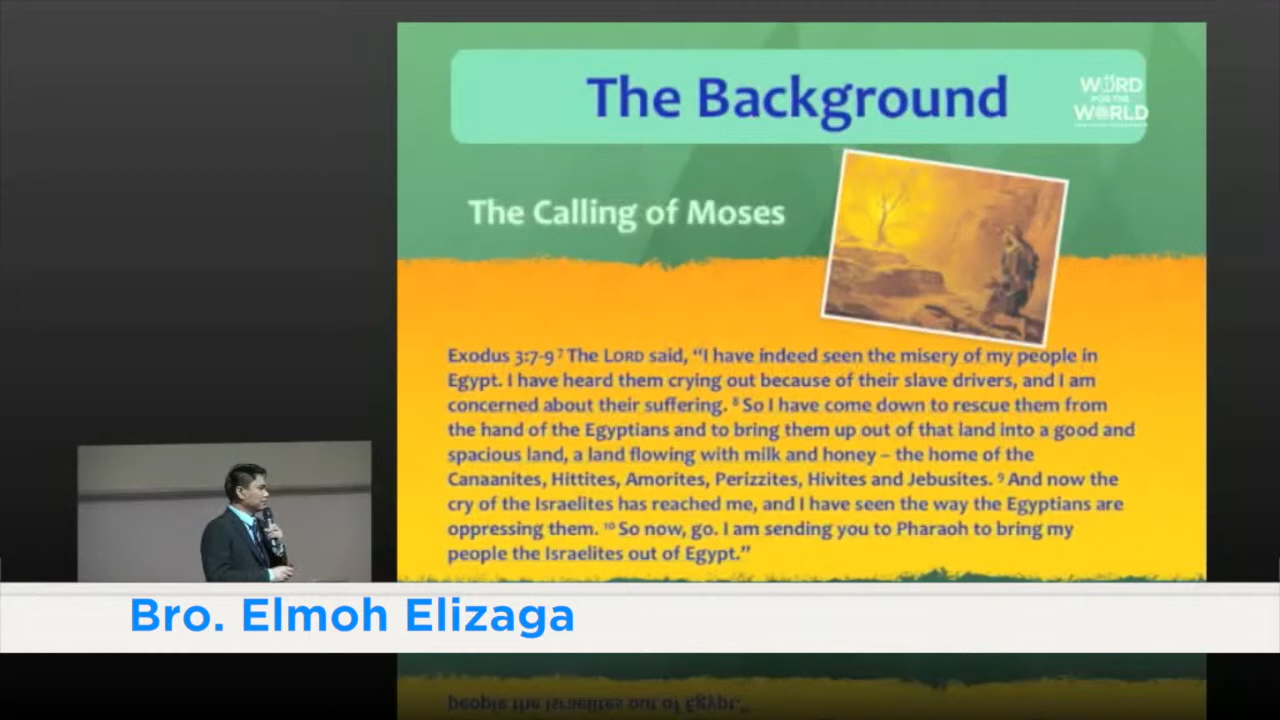 The Background
WORD
FOR THE
WORLD
The Calling of Moses
Exodus 3:7-9 ⁷ The LORD said, “I have indeed seen the misery of my people in
Egypt. I have heard them crying out because of their slave drivers, and I am
concerned about their suffering. ⁸ So I have come down to rescue them from
the hand of the Egyptians and to bring them up out of that land into a good and
spacious land, a land flowing with milk and honey – the home of the
Canaanites, Hittites, Amorites, Perizzites, Hivites and Jebusites. ⁹ And now the
cry of the Israelites has reached me, and I have seen the way the Egyptians are
oppressing them. ¹⁰ So now, go. I am sending you to Pharaoh to bring my
people the Israelites out of Egypt.”
Bro. Elmoh Elizaga
people the Israelites out of Egypt.”